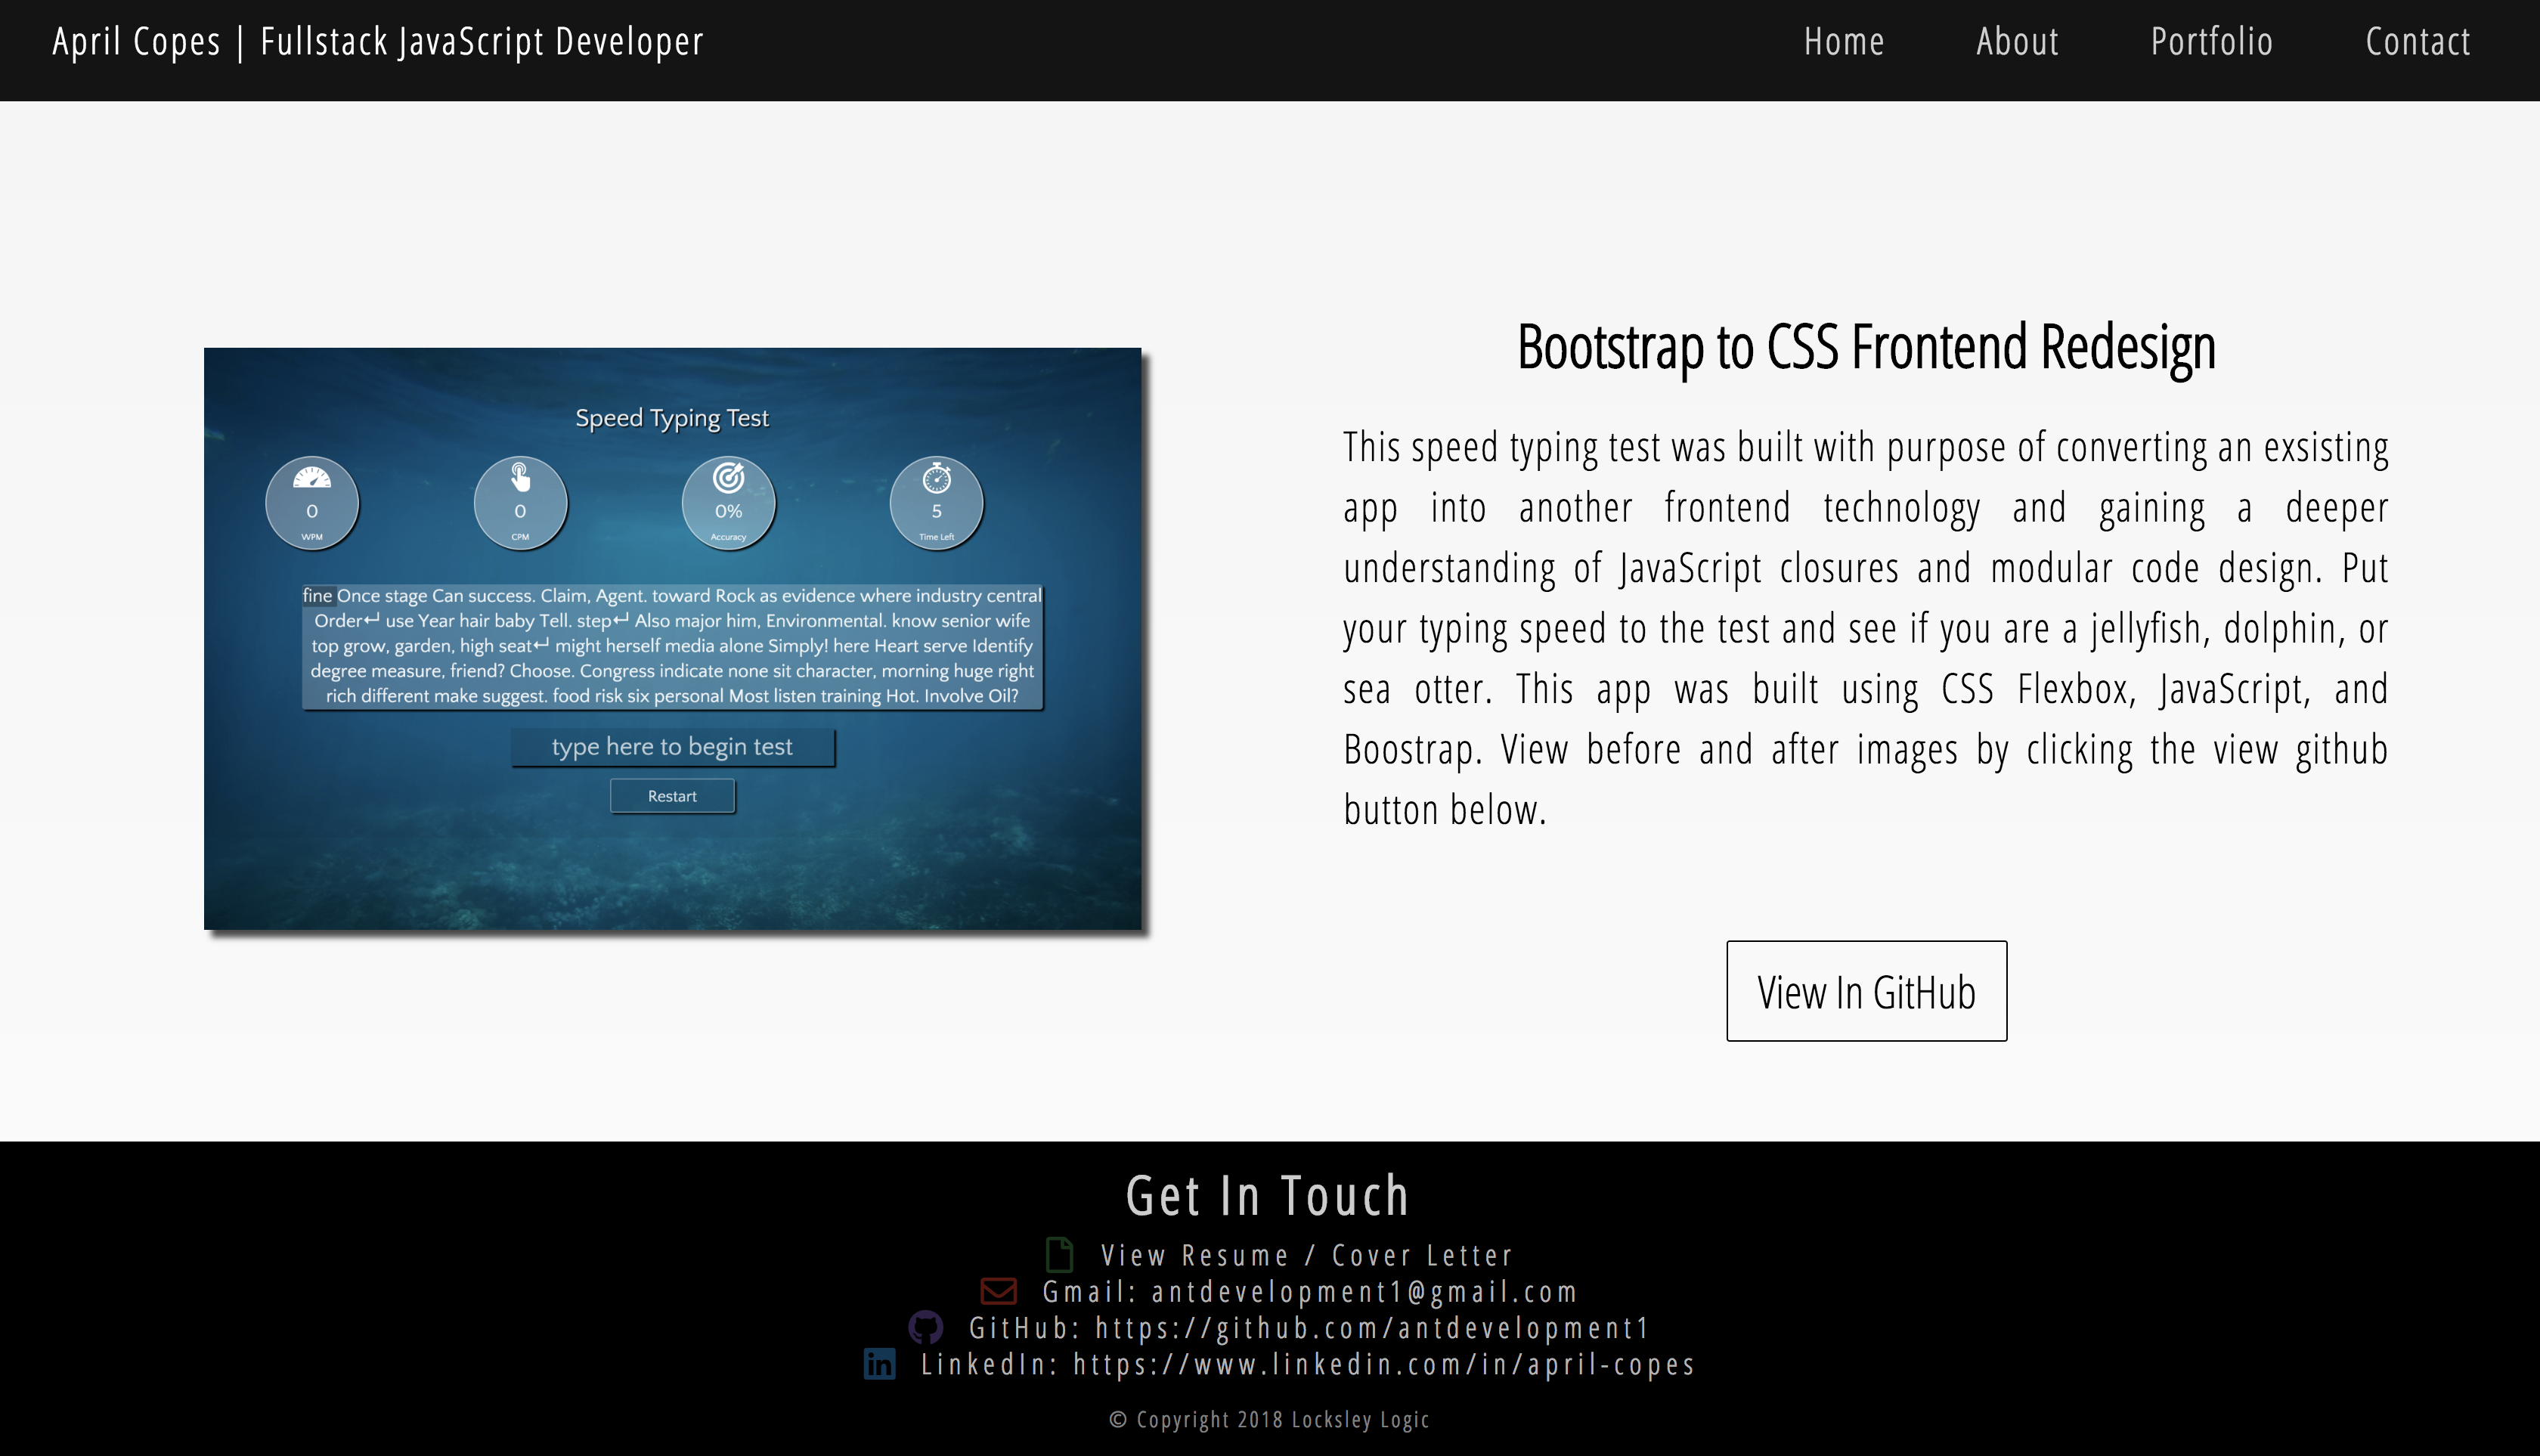 April Copes | Fullstack JavaScript Developer
Home
About
Portfolio
Contact
Speed Typing Test
0
WPM
0
CPM
0%
Accuracy
5
Time Left
fine Once stage Can success. Claim, Agent. toward Rock as evidence where industry central
Order↵ use Year hair baby Tell. step↵ Also major him, Environmental. know senior wife
top grow, garden, high seat↵ might herself media alone Simply! here Heart serve Identify
degree measure, friend? Choose. Congress indicate none sit character, morning huge right
rich different make suggest. food risk six personal Most listen training Hot. Involve Oil?
type here to begin test
Restart
Bootstrap to CSS Frontend Redesign
This speed typing test was built with purpose of converting an exsisting
app into another frontend technology and gaining a deeper
understanding of JavaScript closures and modular code design. Put
your typing speed to the test and see if you are a jellyfish, dolphin, or
sea otter. This app was built using CSS Flexbox, JavaScript, and
Boostrap. View before and after images by clicking the view github
button below.
View In GitHub
Get In Touch
View Resume / Cover Letter
Gmail: antdevelopment1@gmail.com
GitHub: https://github.com/antdevelopment1
in LinkedIn: https://www.linkedin.com/in/april-copes
© Copyright 2018 Locksley Logic